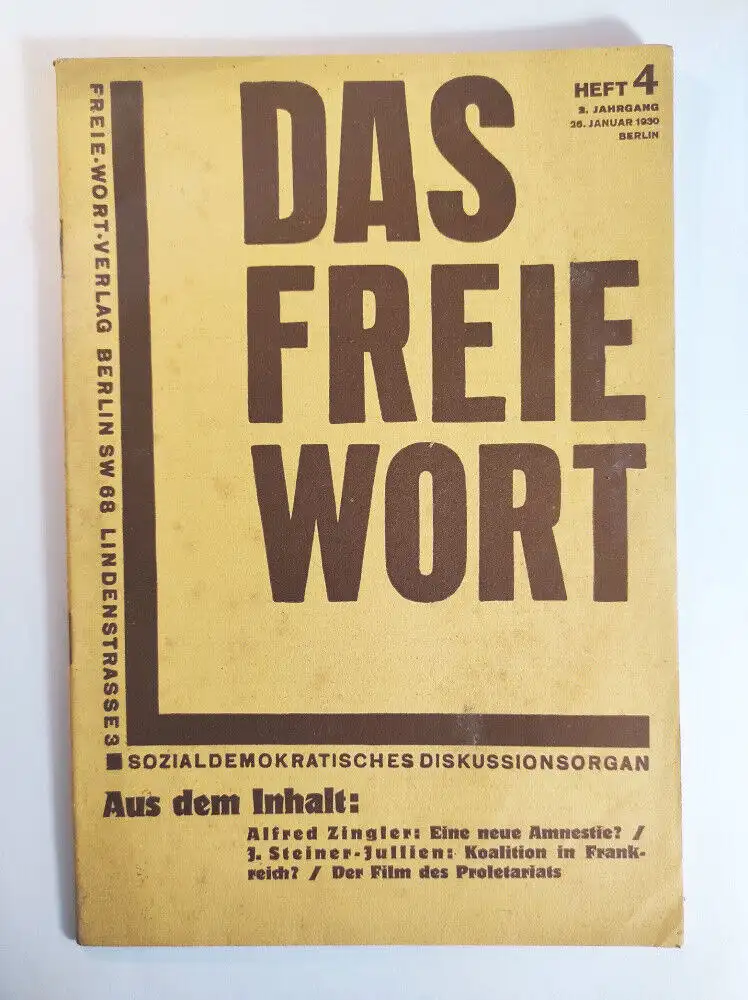 HEFT 4
2. JAHRGANG
26. JANUAR 1930
BERLIN
DAS
FREIE
WORT
FREIE-WORT-VERLAG BERLIN SW 68 LINDENSTRASSE 3
SOZIALDEMOKRATISCHES DISKUSSIONSORGAN
Aus dem Inhalt:
Alfred Zingler: Eine neue Amnestie? /
J. Steiner-Jullien: Koalition in Frank-
reich? / Der Film des Proletariats